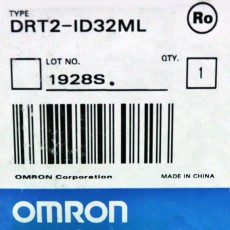 TYPE
DRT2-ID32ML
Ro
LOT NO.
QTY.
1928S.
1
OMRON Corporation
MADE IN CHINA
OMRON